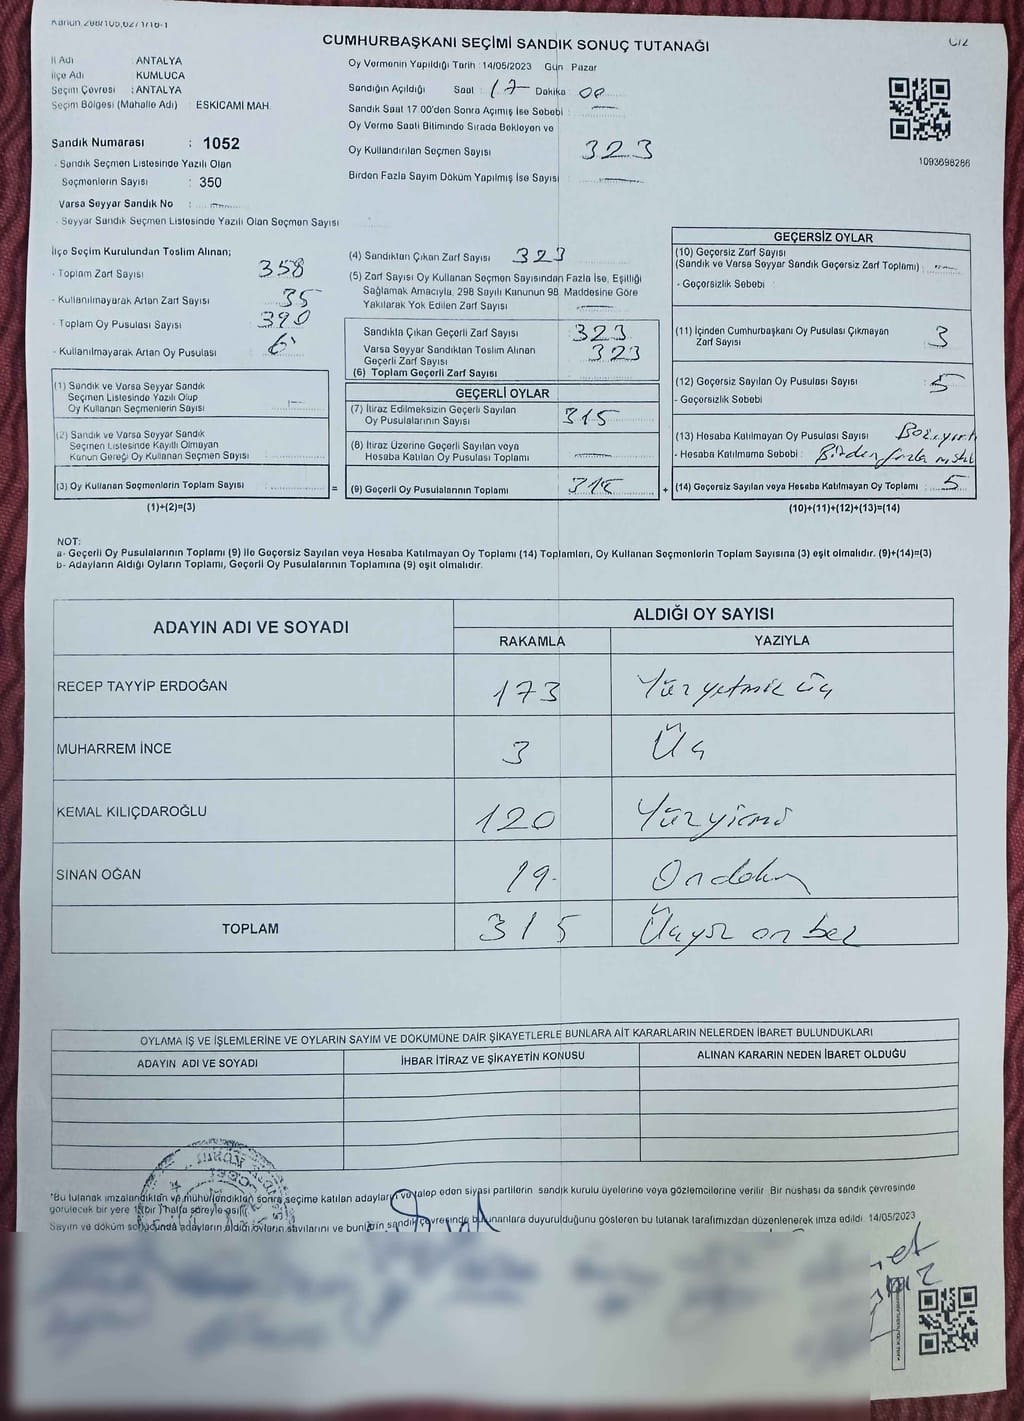 Kanun 298/105,6271/16-1
CUMHURBAŞKANI SEÇİMİ SANDIK SONUÇ TUTANAĞI
C/2
İl Adı : ANTALYA
İlçe Adı : KUMLUCA
Seçim Çevresi : ANTALYA
Seçim Bölgesi (Mahalle Adı) : ESKİCAMİ MAH.
Sandık Numarası : 1052
- Sandık Seçmen Listesinde Yazılı Olan
Seçmenlerin Sayısı : 350
Varsa Seyyar Sandık No :
- Seyyar Sandık Seçmen Listesinde Yazılı Olan Seçmen Sayısı
Oy Vermenin Yapıldığı Tarih : 14/05/2023 Gün : Pazar
Sandığın Açıldığı Saat : 17 Dakika : 00
Sandık Saat 17.00'den Sonra Açımış İse Sebebi :
Oy Verme Saati Bitiminde Sırada Bekleyen ve
Oy Kullandırılan Seçmen Sayısı : 323
Birden Fazla Sayım Döküm Yapılmış İse Sayısı :
1093698286
İlçe Seçim Kurulundan Teslim Alınan;
- Toplam Zarf Sayısı : 358
- Kullanılmayarak Artan Zarf Sayısı : 35
- Toplam Oy Pusulası Sayısı : 390
- Kullanılmayarak Artan Oy Pusulası : 6
(1) Sandık ve Varsa Seyyar Sandık
Seçmen Listesinde Yazılı Olup
Oy Kullanan Seçmenlerin Sayısı :
(2) Sandık ve Varsa Seyyar Sandık
Seçmen Listesinde Kayıtlı Olmayan
Kanun Gereği Oy Kullanan Seçmen Sayısı :
(3) Oy Kullanan Seçmenlerin Toplam Sayısı :
(1)+(2)=(3)
(4) Sandıktan Çıkan Zarf Sayısı : 323
(5) Zarf Sayısı Oy Kullanan Seçmen Sayısından Fazla İse, Eşitliği
Sağlamak Amacıyla, 298 Sayılı Kanunun 98. Maddesine Göre
Yakılarak Yok Edilen Zarf Sayısı :
Sandıkta Çıkan Geçerli Zarf Sayısı : 323
Varsa Seyyar Sandıktan Teslim Alınan
Geçerli Zarf Sayısı : 323
(6) Toplam Geçerli Zarf Sayısı :
GEÇERLİ OYLAR
(7) İtiraz Edilmeksizin Geçerli Sayılan
Oy Pusulalarının Sayısı : 315
(8) İtiraz Üzerine Geçerli Sayılan veya
Hesaba Katılan Oy Pusulası Toplamı :
= (9) Geçerli Oy Pusulalarının Toplamı : 315 +
GEÇERSİZ OYLAR
(10) Geçersiz Zarf Sayısı
(Sandık ve Varsa Seyyar Sandık Geçersiz Zarf Toplamı) :
- Geçersizlik Sebebi :
(11) İçinden Cumhurbaşkanı Oy Pusulası Çıkmayan
Zarf Sayısı : 3
(12) Geçersiz Sayılan Oy Pusulası Sayısı : 5
- Geçersizlik Sebebi :
(13) Hesaba Katılmayan Oy Pusulası Sayısı :
- Hesaba Katılmama Sebebi : Birden fazla
(14) Geçersiz Sayılan veya Hesaba Katılmayan Oy Toplamı : 5
(10)+(11)+(12)+(13)=(14)
NOT:
a- Geçerli Oy Pusulalarının Toplamı (9) ile Geçersiz Sayılan veya Hesaba Katılmayan Oy Toplamı (14) Toplamları, Oy Kullanan Seçmenlerin Toplam Sayısına (3) eşit olmalıdır. (9)+(14)=(3)
b- Adayların Aldığı Oyların Toplamı, Geçerli Oy Pusulalarının Toplamına (9) eşit olmalıdır.
ADAYIN ADI VE SOYADI
ALDIĞI OY SAYISI
RAKAMLA YAZIYLA
RECEP TAYYİP ERDOĞAN 173 Yüzyetmiş üç
MUHARREM İNCE 3 Üç
KEMAL KILIÇDAROĞLU 120 Yüzyirmi
SİNAN OĞAN 19 Ondokuz
TOPLAM 315 Üçyüz on beş
OYLAMA İŞ VE İŞLEMLERİNE VE OYLARIN SAYIM VE DÖKÜMÜNE DAİR ŞİKAYETLERLE BUNLARA AİT KARARLARIN NELERDEN İBARET BULUNDUKLARI
ADAYIN ADI VE SOYADI İHBAR İTİRAZ VE ŞİKAYETİN KONUSU ALINAN KARARIN NEDEN İBARET OLDUĞU
*Bu tutanak imzalandıktan ve mühürlendikten sonra seçime katılan adayları ve talep eden siyasi partilerin sandık kurulu üyelerine veya gözlemcilerine verilir. Bir nüshası da sandık çevresinde
görülecek bir yere 1 (bir) hafta süreyle asılır.
Sayım ve döküm sonucunda adayların aldığı oyların sayılarını ve bunların sandık çevresinde bulunanlara duyurulduğunu gösteren bu tutanak tarafımızdan düzenlenerek imza edildi. 14/05/2023